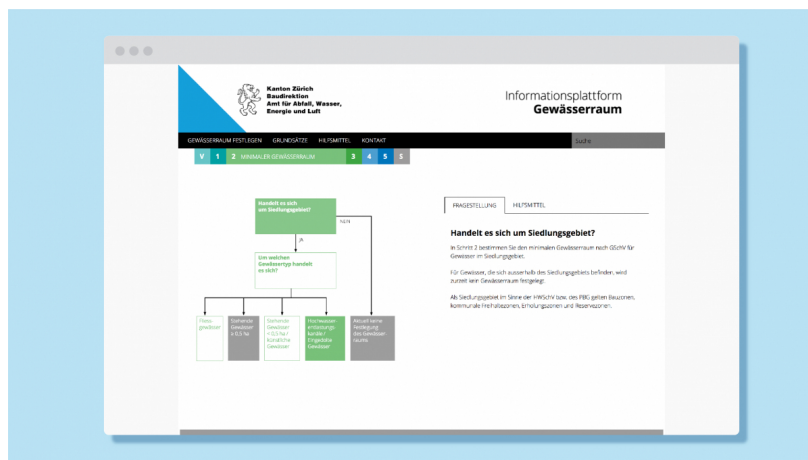 Kanton Zürich
Baudirektion
Amt für Abfall, Wasser,
Energie und Luft
Informationsplattform
Gewässerraum
GEWÄSSERRAUM FESTLEGEN GRUNDSÄTZE HILFSMITTEL KONTAKT
Suche
V 1 2 MINIMALER GEWÄSSERRAUM 3 4 5 S
Handelt es sich
um Siedlungsgebiet?
NEIN
JA
Um welchen
Gewässertyp handelt
es sich?
Fliess-
gewässer
Stehende
Gewässer
≥ 0,5 ha
Stehende
Gewässer
< 0,5 ha /
Künstliche
Gewässer
Hochwasser-
entlastungs-
kanäle /
Eingedolte
Gewässer
Aktuell keine
Festlegung
des Gewässer-
raums
FRAGESTELLUNG HILFSMITTEL
Handelt es sich um Siedlungsgebiet?
In Schritt 2 bestimmen Sie den minimalen Gewässerraum nach GSchV für
Gewässer im Siedlungsgebiet.
Für Gewässer, die sich ausserhalb des Siedlungsgebiets befinden, wird
zurzeit kein Gewässerraum festgelegt.
Als Siedlungsgebiet im Sinne der HWSchV bzw. des PBG gelten Bauzonen,
kommunale Freihaltezonen, Erholungszonen und Reservezonen.